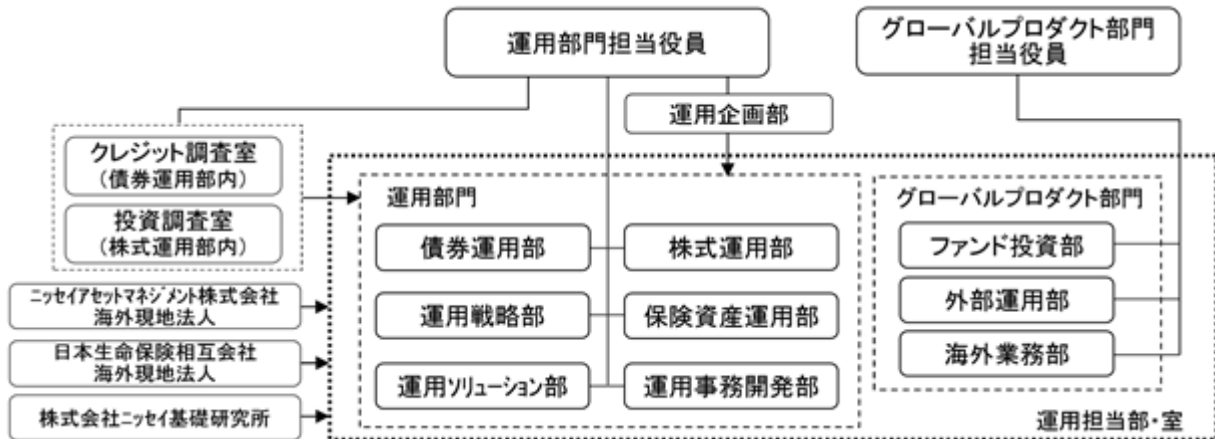 運用部門担当役員
グローバルプロダクト部門
担当役員
運用企画部
クレジット調査室
(債券運用部内)
投資調査室
(株式運用部内)
ニッセイアセットマネジメント株式会社
海外現地法人
日本生命保険相互会社
海外現地法人
株式会社ニッセイ基礎研究所
運用部門
債券運用部
株式運用部
運用戦略部
保険資産運用部
運用ソリューション部
運用事務開発部
グローバルプロダクト部門
ファンド投資部
外部運用部
海外業務部
運用担当部・室